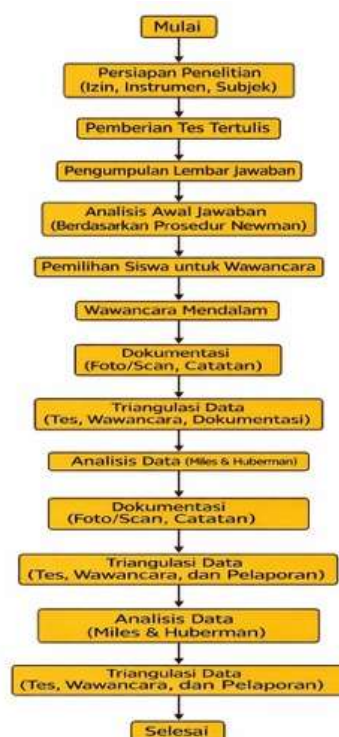 Mulai
Persiapan Penelitian
(Izin, Instrumen, Subjek)
Pemberian Tes Tertulis
Pengumpulan Lembar Jawaban
Analisis Awal Jawaban
(Berdasarkan Prosedur Newman)
Pemilihan Siswa untuk Wawancara
Wawancara Mendalam
Dokumentasi
(Foto/Scan, Catatan)
Triangulasi Data
(Tes, Wawancara, Dokumentasi)
Analisis Data (Miles & Huberman)
Dokumentasi
(Foto/Scan, Catatan)
Triangulasi Data
(Tes, Wawancara, dan Pelaporan)
Analisis Data
(Miles & Huberman)
Triangulasi Data
(Tes, Wawancara, dan Pelaporan)
Selesai